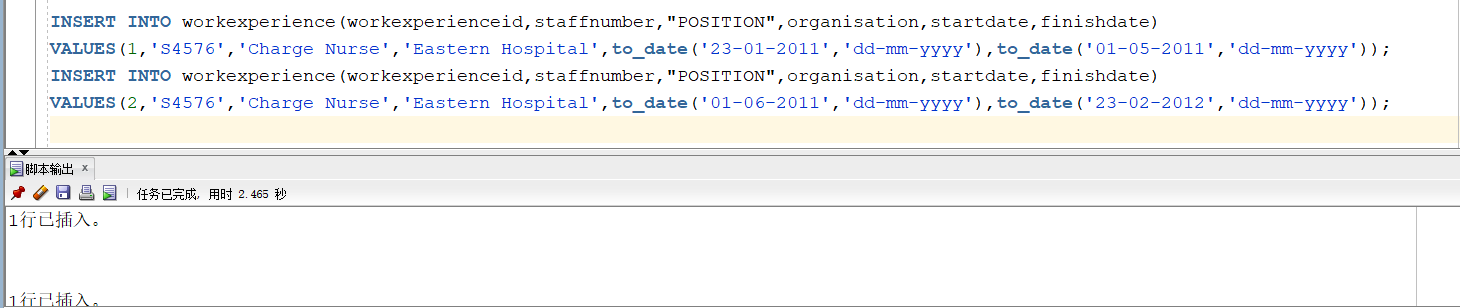 INSERT INTO workexperience(workexperienceid,staffnumber,"POSITION",organisation,startdate,finishdate)
VALUES(1,'S4576','Charge Nurse','Eastern Hospital',to_date('23-01-2011','dd-mm-yyyy'),to_date('01-05-2011','dd-mm-yyyy'));
INSERT INTO workexperience(workexperienceid,staffnumber,"POSITION",organisation,startdate,finishdate)
VALUES(2,'S4576','Charge Nurse','Eastern Hospital',to_date('01-06-2011','dd-mm-yyyy'),to_date('23-02-2012','dd-mm-yyyy'));
脚本输出 x
任务已完成, 用时 2.465 秒
1行已插入。
1行已插入。